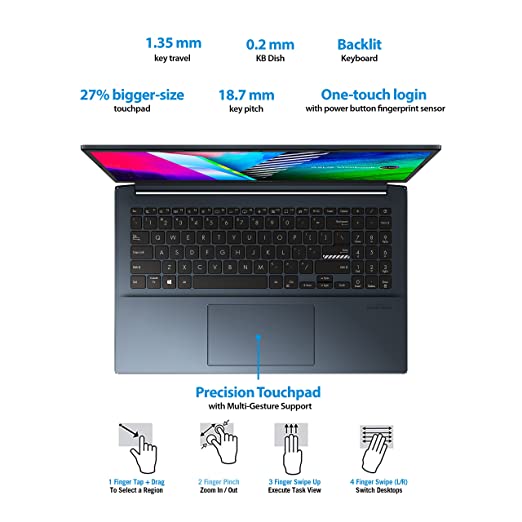 1.35 mm
key travel
0.2 mm
KB Dish
Backlit
Keyboard
27% bigger-size
touchpad
18.7 mm
key pitch
One-touch login
with power button fingerprint sensor
Precision Touchpad
with Multi-Gesture Support
1 Finger Tap + Drag
To Select a Region
2 Finger Pinch
Zoom In / Out
3 Finger Swipe Up
Execute Task View
4 Finger Swipe (L/R)
Switch Desktops